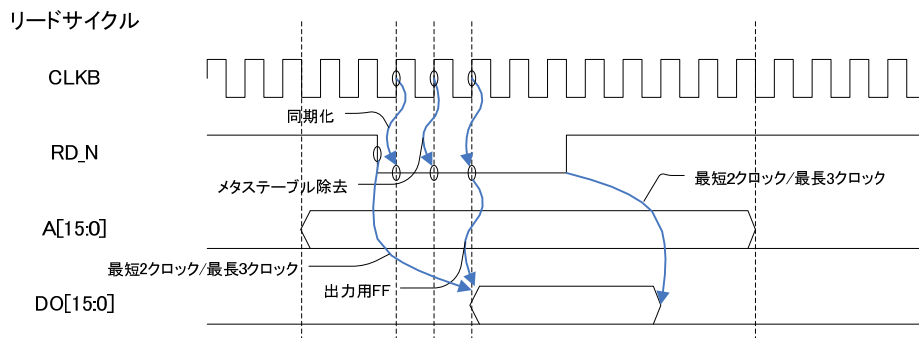 リードサイクル
CLKB
同期化
RD_N
メタステーブル除去
最短2クロック/最長3クロック
A[15:0]
最短2クロック/最長3クロック
出力用FF
DO[15:0]